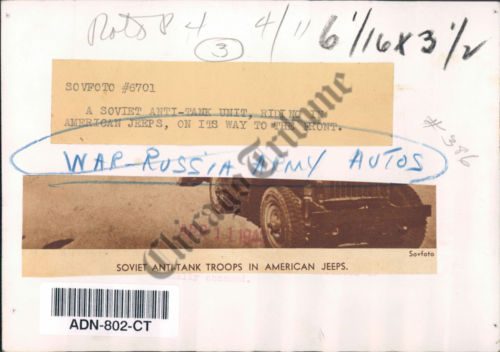 Roto P 4 4/11
3
6 1/16 x 3 1/2
SOVFOTO #6701
A SOVIET ANTI-TANK UNIT, RIDING IN
AMERICAN JEEPS, ON ITS WAY TO THE FRONT.
# 386
WAR-RUSSIA ARMY AUTOS
Chicago Tribune
Sovfoto
SOVIET ANTI-TANK TROOPS IN AMERICAN JEEPS.
ADN-802-CT